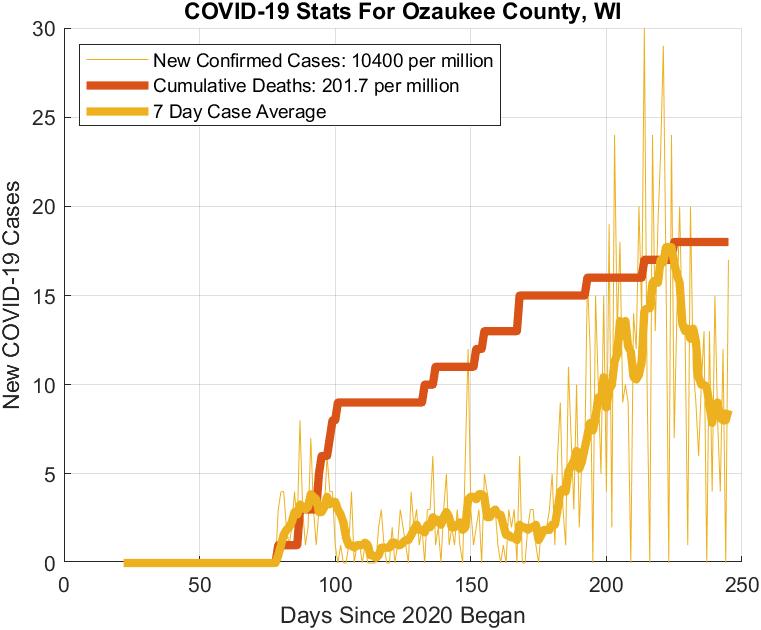 COVID-19 Stats For Ozaukee County, WI
New Confirmed Cases: 10400 per million
Cumulative Deaths: 201.7 per million
7 Day Case Average
New COVID-19 Cases
30
25
20
15
10
5
0
0 50 100 150 200 250
Days Since 2020 Began